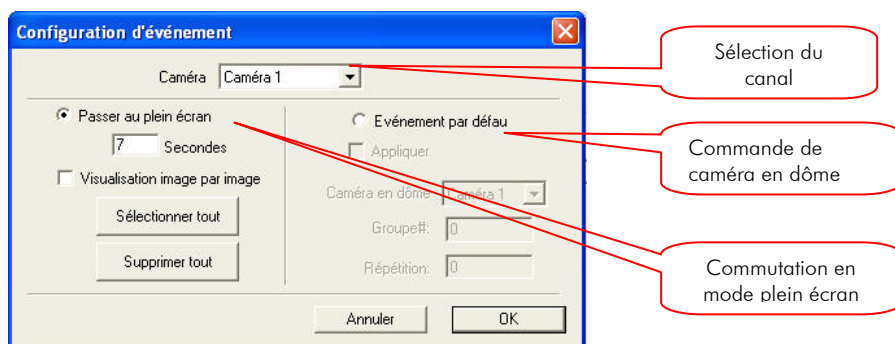 Configuration d'événement
Caméra Caméra 1
Passer au plein écran
7 Secondes
Visualisation image par image
Sélectionner tout
Supprimer tout
Evénement par défau
Appliquer
Caméra en dôme Caméra 1
Groupe#: 0
Répétition: 0
Annuler
OK
Sélection du
canal
Commande de
caméra en dôme
Commutation en
mode plein écran